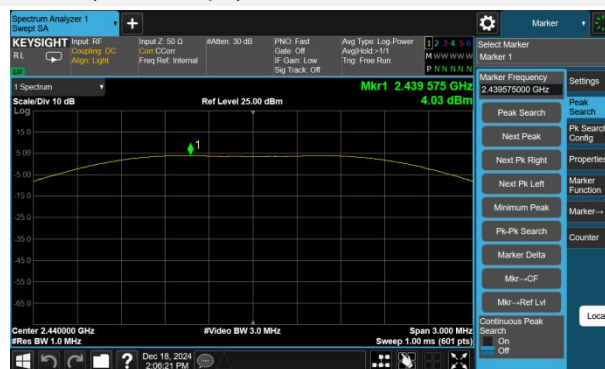 Spectrum Analyzer 1
Swept SA
Marker
KEYSIGHT
RL
Input: RF
Coupling: DC
Align: Light
Input Z: 50 Ω
Corr CCorr
Freq Ref: Internal
#Atten: 30 dB
PNO: Fast
Gate: Off
IF Gain: Low
Sig Track: Off
Avg Type: Log-Power
Avg|Hold:>1/1
Trig: Free Run
1 2 3 4 5 6
M W W W W W
P N N N N N
Select Marker
Marker 1
1 Spectrum
Mkr1 2.439 575 GHz
Scale/Div 10 dB
Ref Level 25.00 dBm
4.03 dBm
Log
15.0
5.00
-5.00
-15.0
-25.0
-35.0
-45.0
-55.0
-65.0
1
Center 2.440000 GHz
#Video BW 3.0 MHz
Span 3.000 MHz
#Res BW 1.0 MHz
Sweep 1.00 ms (601 pts)
Marker Frequency
2.439575000 GHz
Peak Search
Next Peak
Next Pk Right
Next Pk Left
Minimum Peak
Pk-Pk Search
Marker Delta
Mkr→CF
Mkr→Ref Lvl
Continuous Peak
Search
On
Off
Settings
Peak
Search
Pk Search
Config
Properties
Marker
Function
Marker→
Counter
Loca
Dec 18, 2024
2:06:21 PM